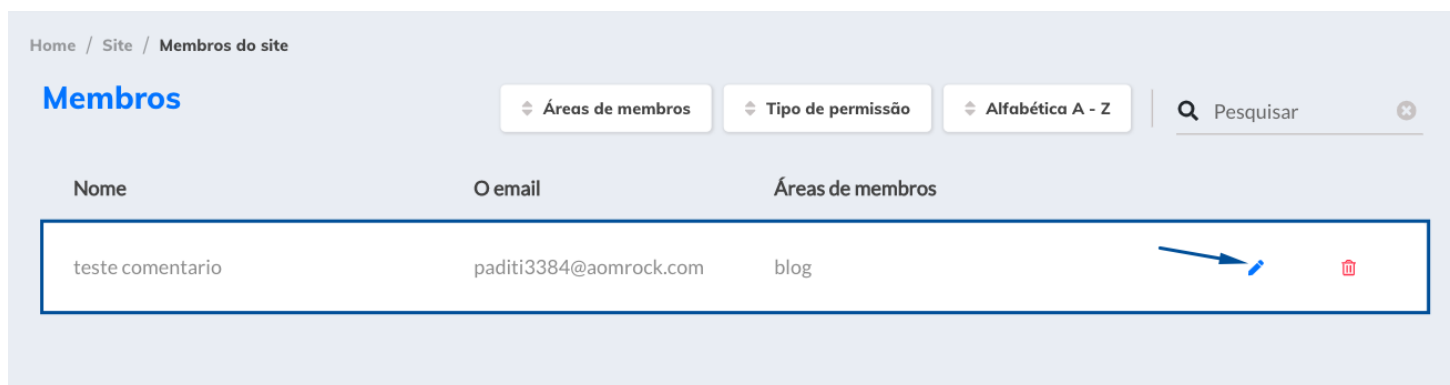 Home / Site / Membros do site
Membros
Áreas de membros
Tipo de permissão
Alfabética A - Z
Pesquisar
Nome O email Áreas de membros
teste comentario paditi3384@aomrock.com blog